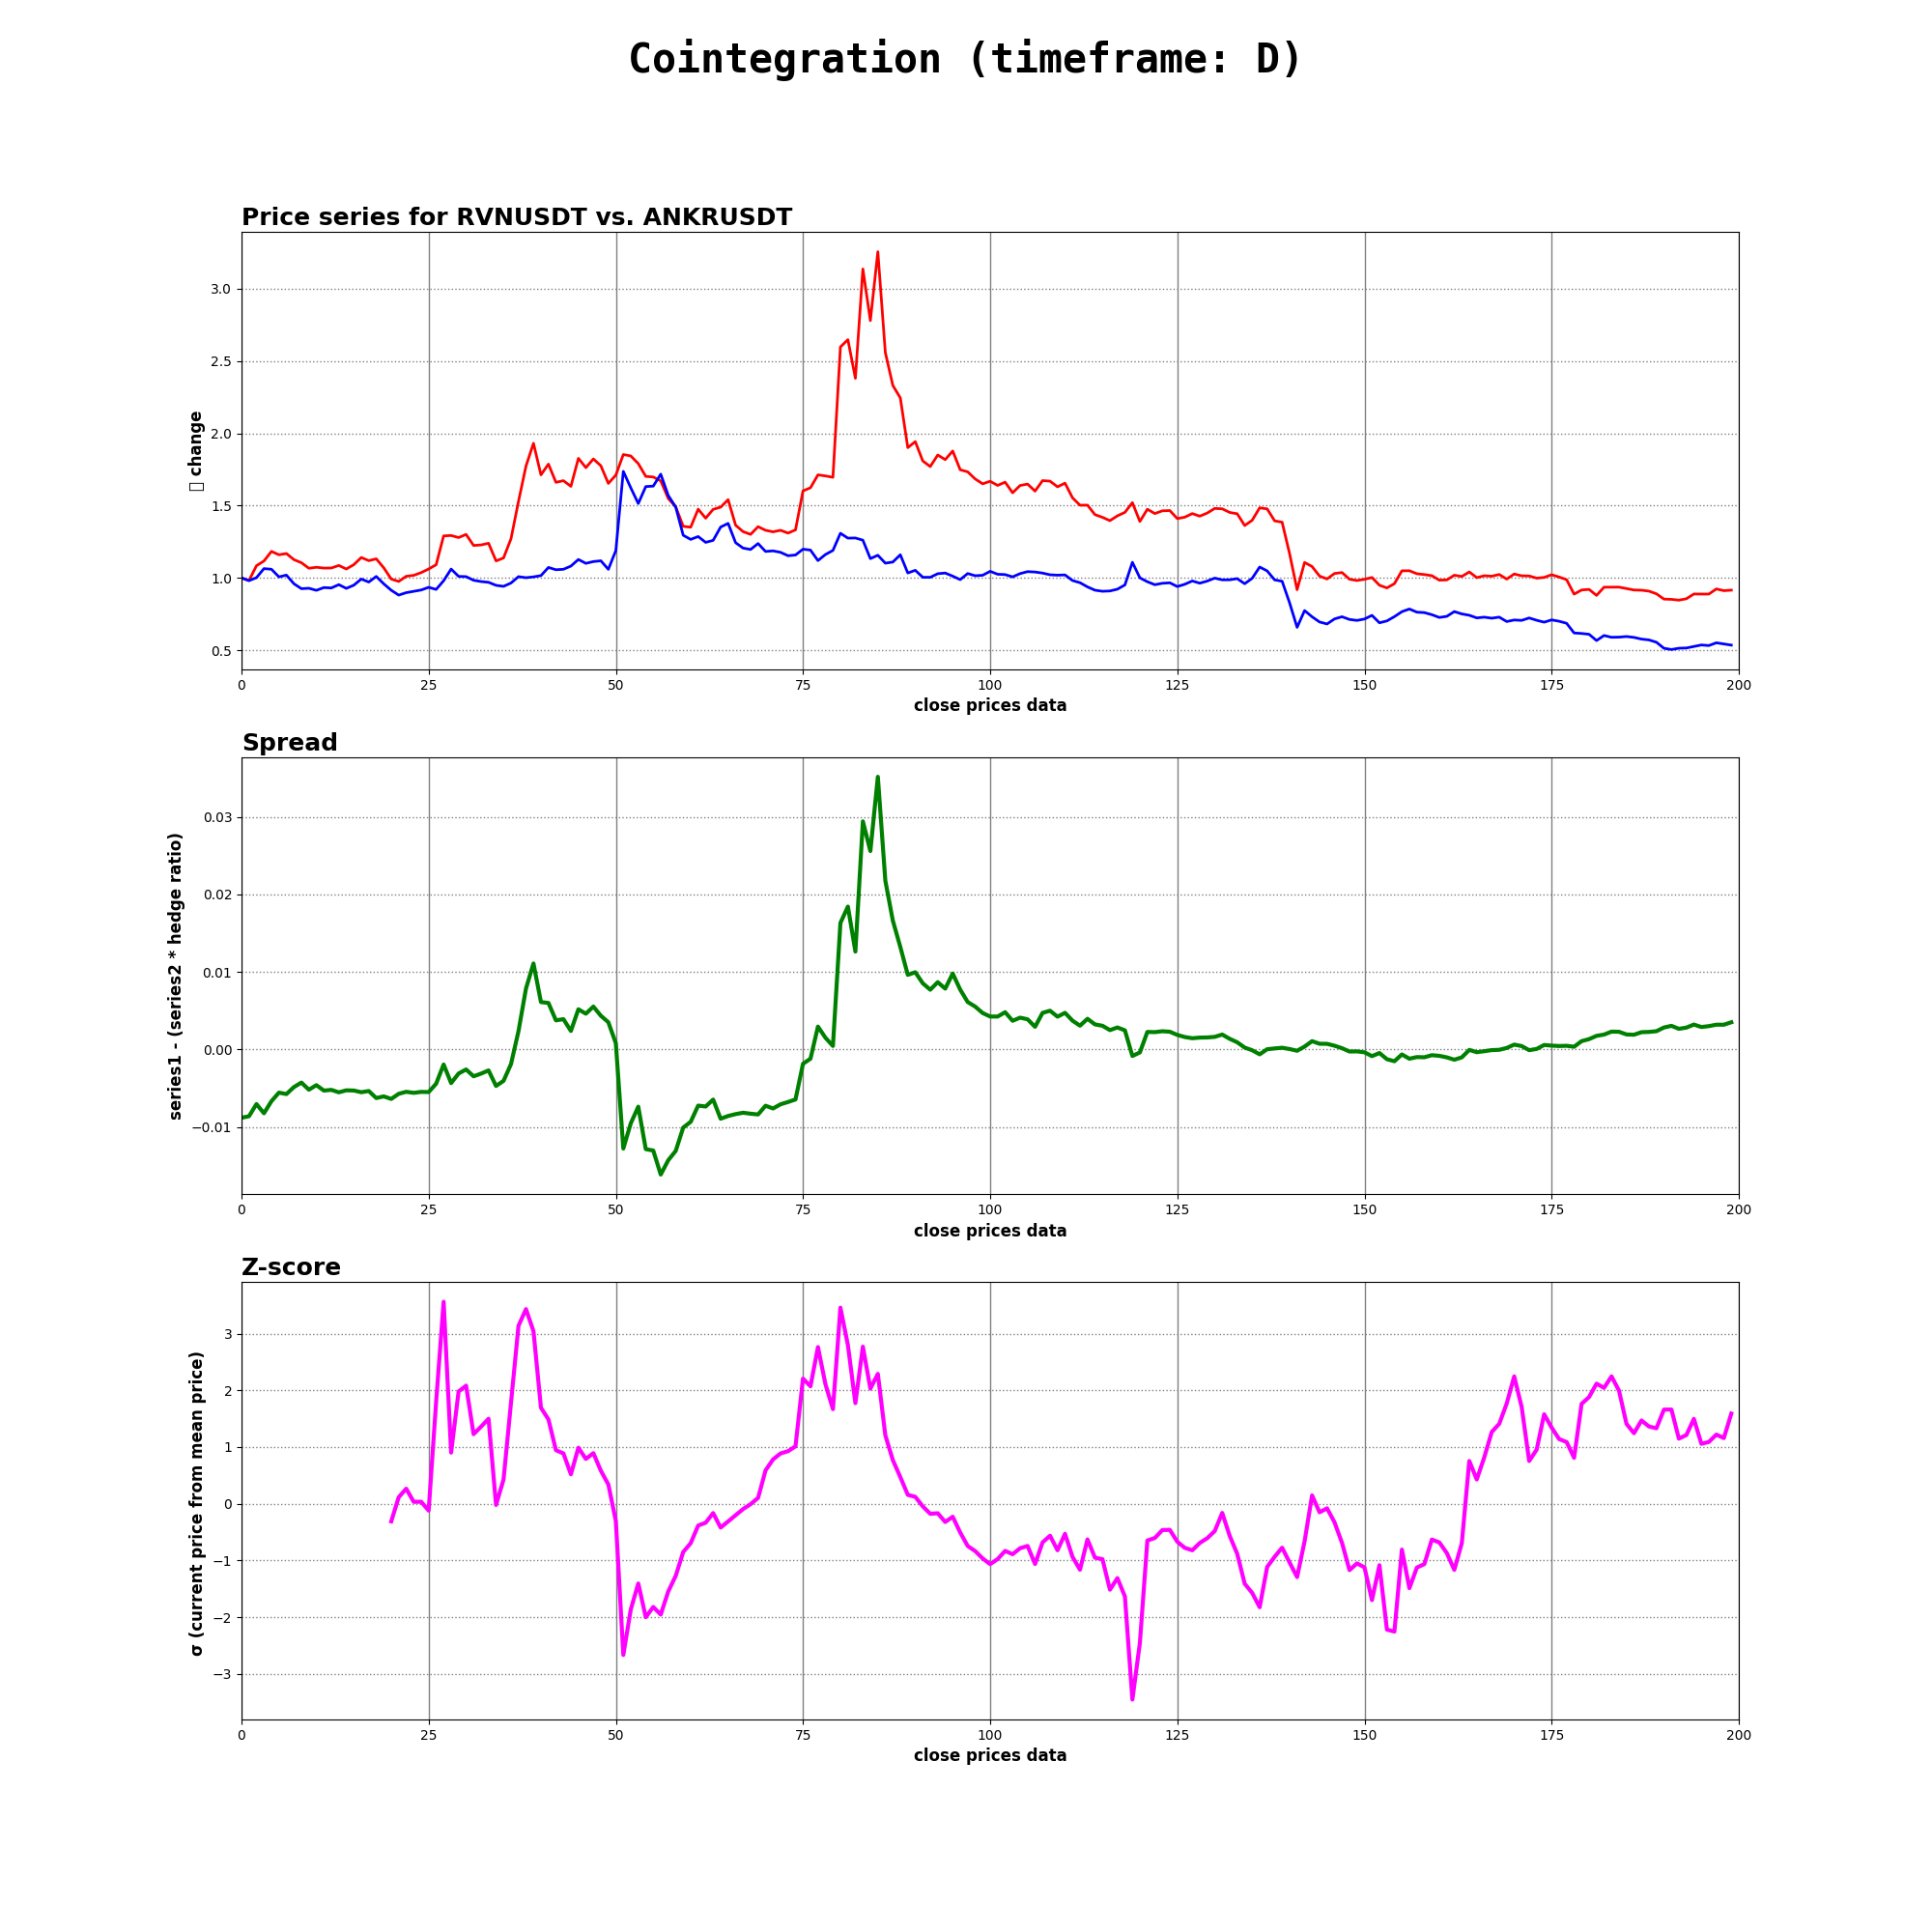 Cointegration (timeframe: D)
Price series for RVNUSDT vs. ANKRUSDT
change
3.0
2.5
2.0
1.5
1.0
0.5
0 25 50 75 100 125 150 175 200
close prices data
Spread
series1 - (series2 * hedge ratio)
0.03
0.02
0.01
0.00
−0.01
0 25 50 75 100 125 150 175 200
close prices data
Z-score
σ (current price from mean price)
3
2
1
0
−1
−2
−3
0 25 50 75 100 125 150 175 200
close prices data